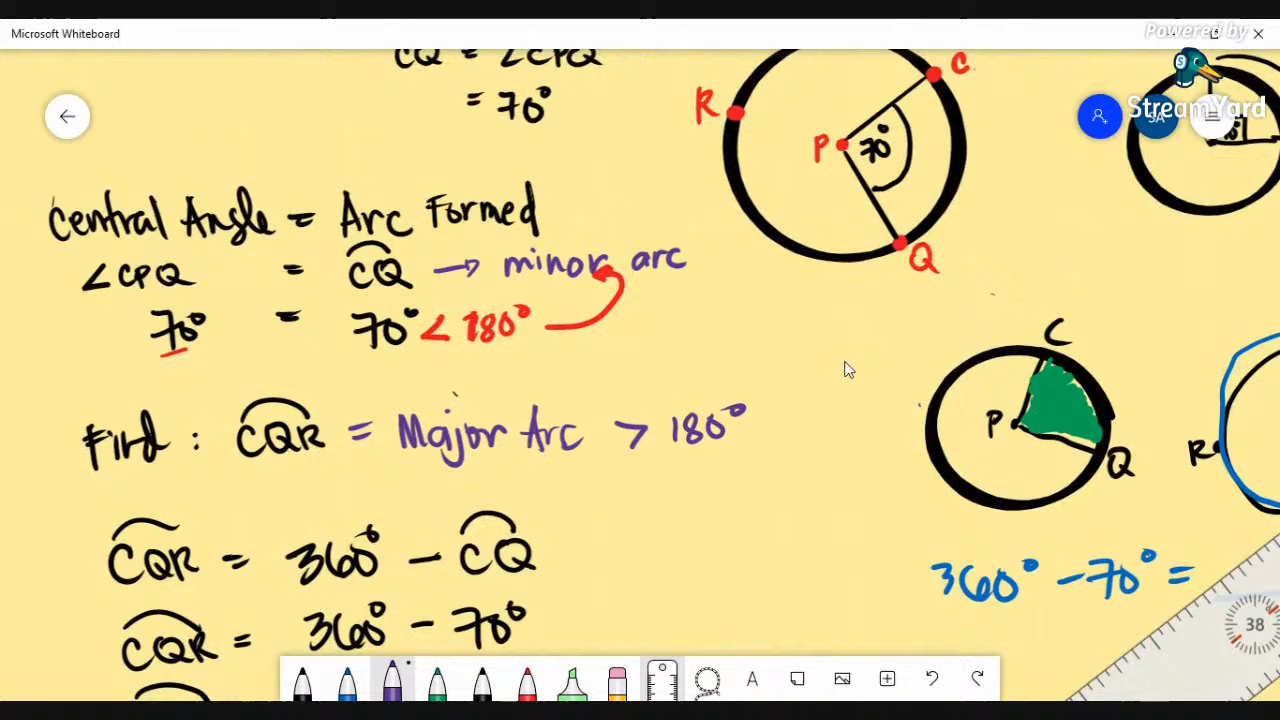 Microsoft Whiteboard
Powered by
StreamYard
CQ = ∠CPQ
= 70°
R
C
P
70°
Q
Central Angle = Arc Formed
∠CPQ = CQ → minor arc
70° = 70° < 180°
Find : CQR = Major Arc > 180°
C
P
Q
R
CQR = 360° - CQ
360° - 70° =
CQR = 360° - 70°
38
A